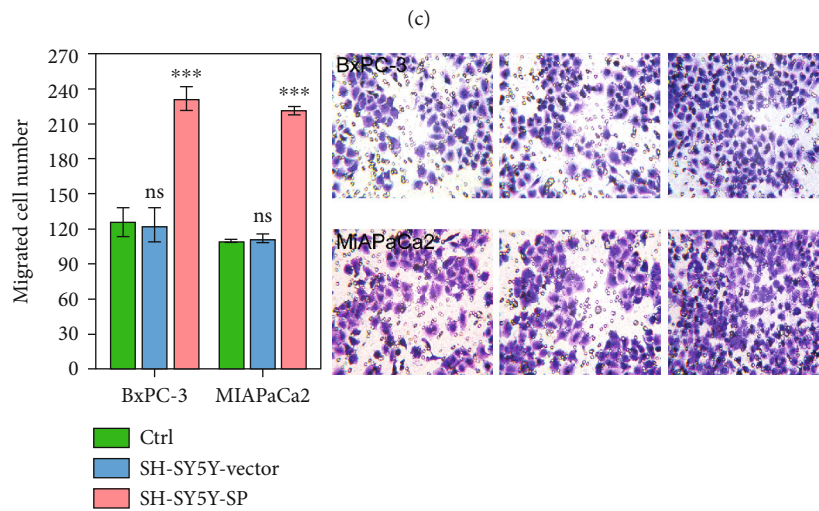 (c)
270
240
210
180
150
120
90
60
30
0
Migrated cell number
ns
***
ns
***
BxPC-3
MIAPaCa2
Ctrl
SH-SY5Y-vector
SH-SY5Y-SP
BxPC-3
MiAPaCa2